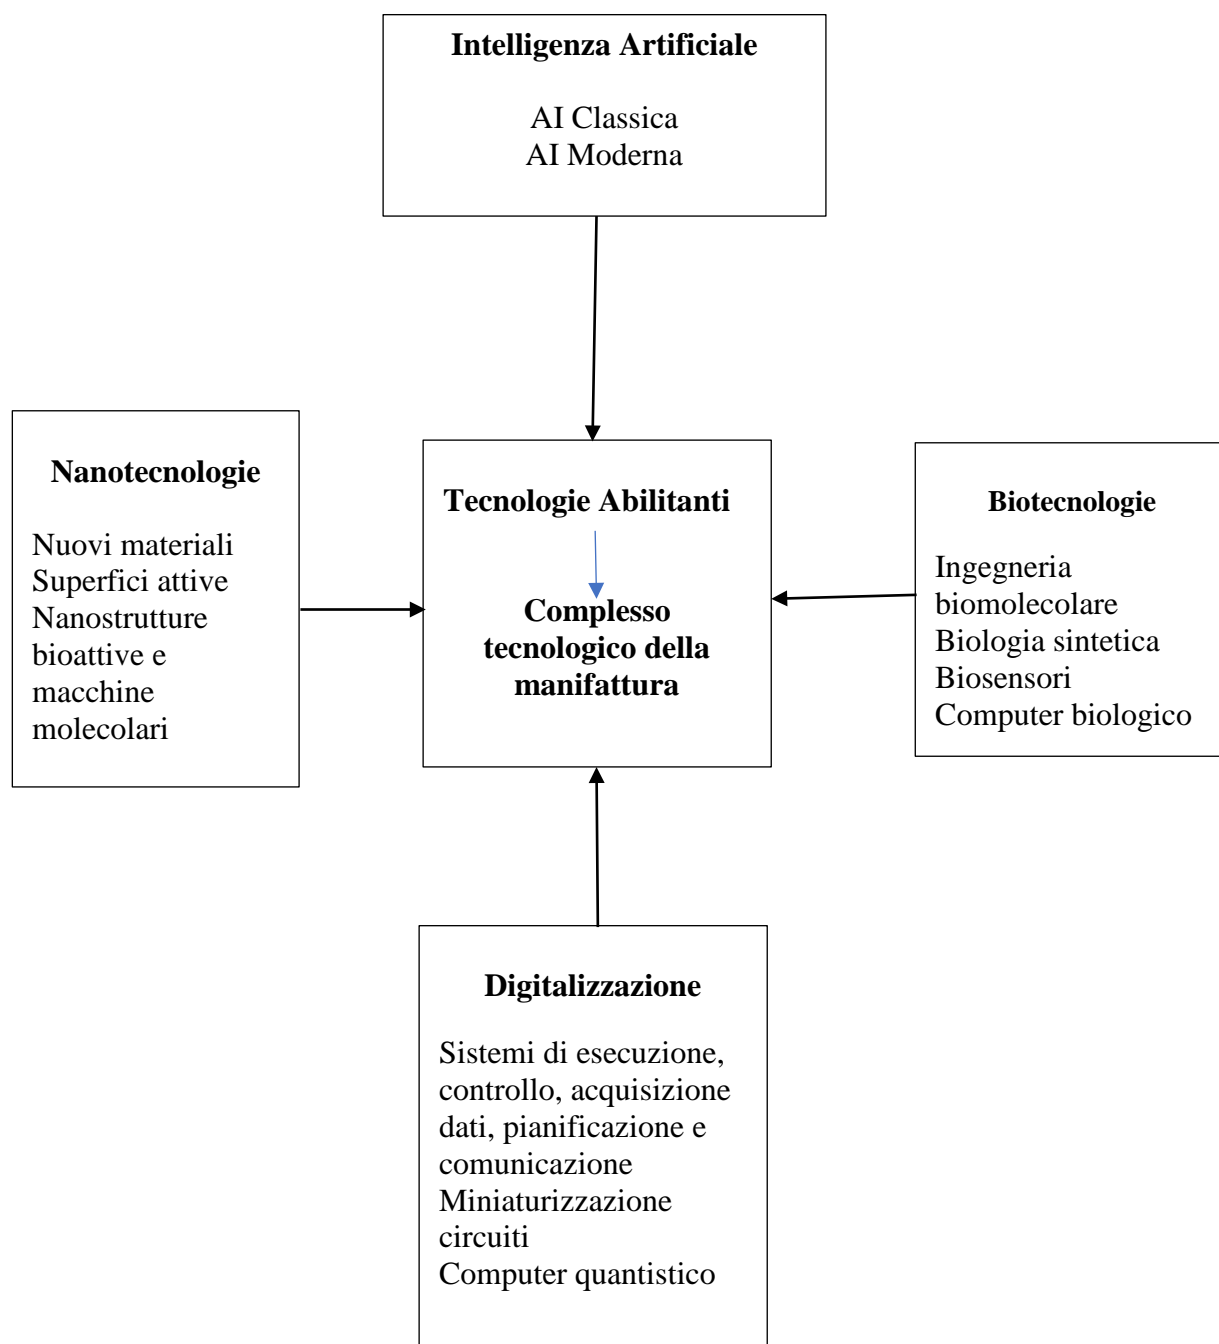 Intelligenza Artificiale
AI Classica
AI Moderna
Nanotecnologie
Nuovi materiali
Superfici attive
Nanostrutture
bioattive e
macchine
molecolari
Tecnologie Abilitanti
Complesso
tecnologico della
manifattura
Biotecnologie
Ingegneria
biomolecolare
Biologia sintetica
Biosensori
Computer biologico
Digitalizzazione
Sistemi di esecuzione,
controllo, acquisizione
dati, pianificazione e
comunicazione
Miniaturizzazione
circuiti
Computer quantistico